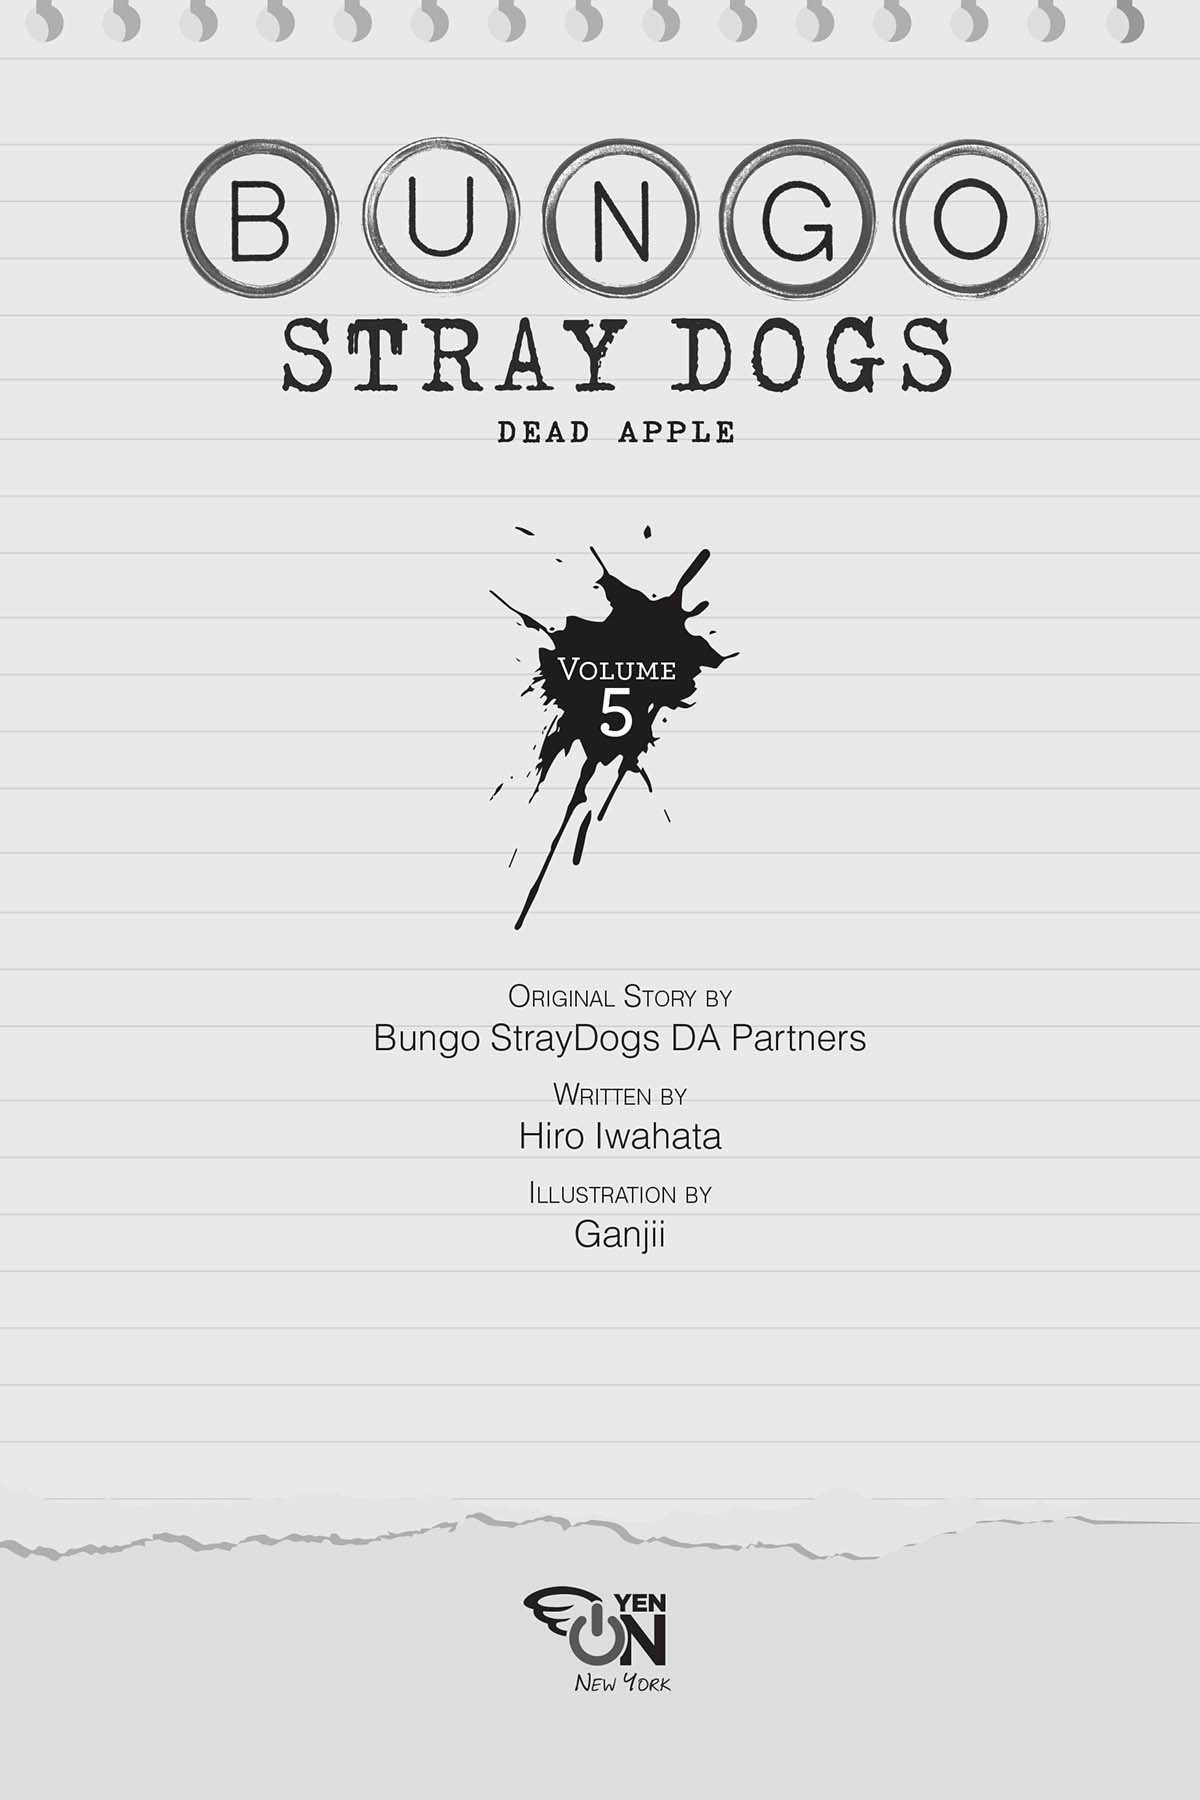 BUNGO
STRAY DOGS
DEAD APPLE
VOLUME
5
ORIGINAL STORY BY
Bungo StrayDogs DA Partners
WRITTEN BY
Hiro Iwahata
ILLUSTRATION BY
Ganjii
YEN
ON
NEW YORK